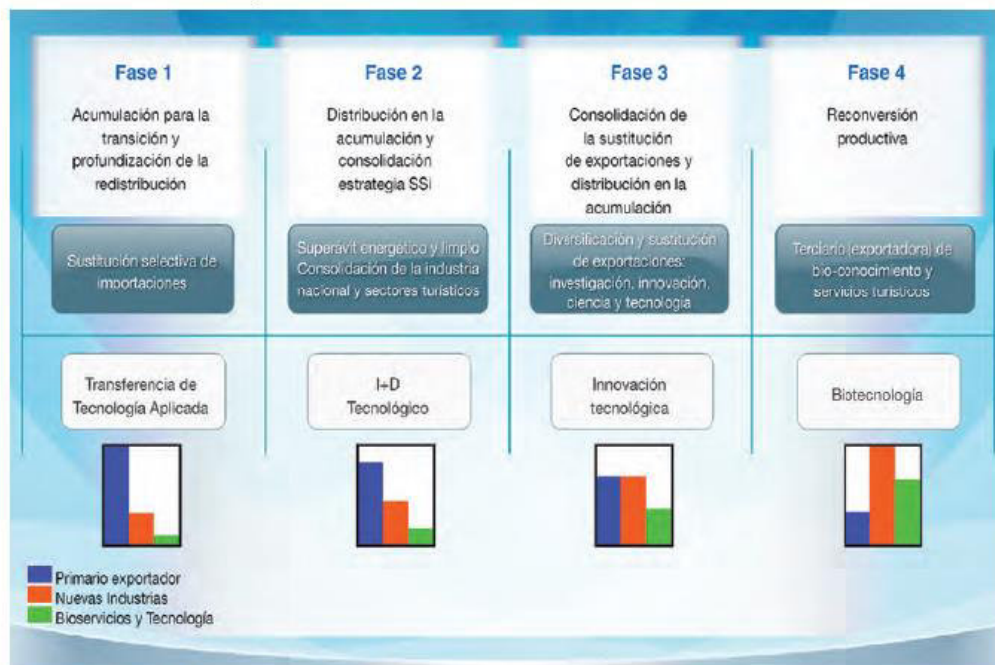 Fase 1
Acumulación para la
transición y
profundización de la
redistribución
Sustitución selectiva de
importaciones
Transferencia de
Tecnología Aplicada
Fase 2
Distribución en la
acumulación y
consolidación
estrategia SSi
Superávit energético y limpio
Consolidación de la industria
nacional y sectores turísticos
I+D
Tecnológico
Fase 3
Consolidación de
la sustitución
de exportaciones y
distribución en la
acumulación
Diversificación y sustitución
de exportaciones:
investigación, innovación,
ciencia y tecnología
Innovación
tecnológica
Fase 4
Reconversión
productiva
Terciario (exportadora) de
bio-conocimiento y
servicios turísticos
Biotecnología
Primario exportador
Nuevas Industrias
Bioservicios y Tecnología